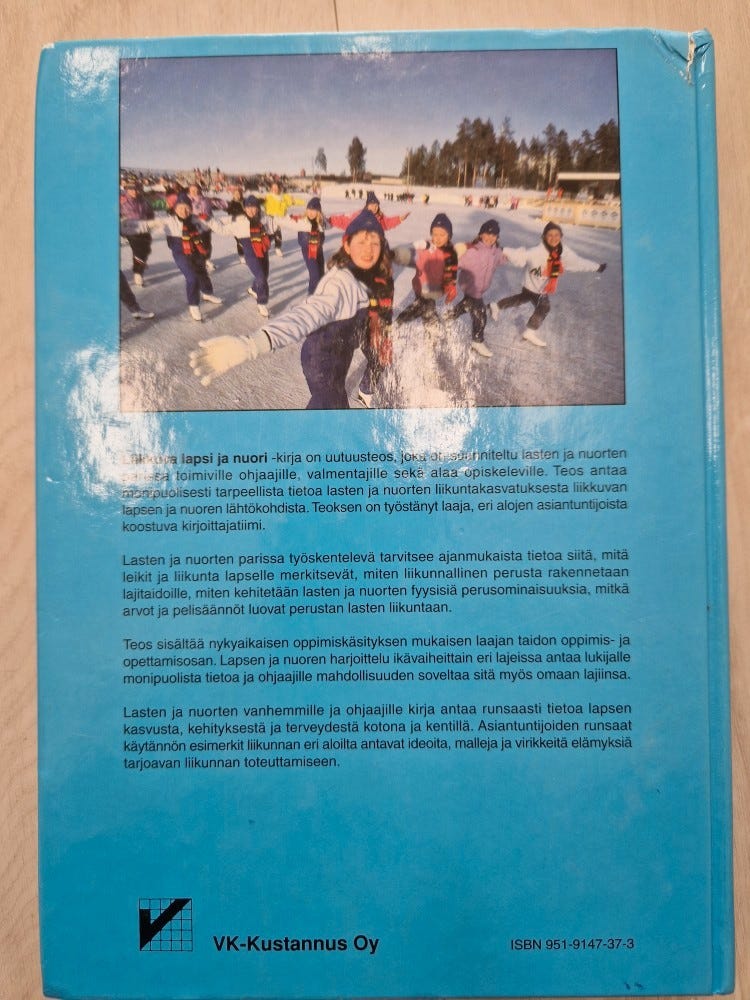 Liikkuva lapsi ja nuori -kirja on uutuusteos, joka on suunniteltu lasten ja nuorten
parissa toimiville ohjaajille, valmentajille sekä alaa opiskeleville. Teos antaa
monipuolisesti tarpeellista tietoa lasten ja nuorten liikuntakasvatuksesta liikkuvan
lapsen ja nuoren lähtökohdista. Teoksen on työstänyt laaja, eri alojen asiantuntijoista
koostuva kirjoittajatiimi.
Lasten ja nuorten parissa työskentelevä tarvitsee ajanmukaista tietoa siitä, mitä
leikit ja liikunta lapselle merkitsevät, miten liikunnallinen perusta rakennetaan
lajitaidoille, miten kehitetään lasten ja nuorten fyysisiä perusominaisuuksia, mitkä
arvot ja pelisäännöt luovat perustan lasten liikuntaan.
Teos sisältää nykyaikaisen oppimiskäsityksen mukaisen laajan taidon oppimis- ja
opettamisosan. Lapsen ja nuoren harjoittelu ikävaiheittain eri lajeissa antaa lukijalle
monipuolista tietoa ja ohjaajille mahdollisuuden soveltaa sitä myös omaan lajiinsa.
Lasten ja nuorten vanhemmille ja ohjaajille kirja antaa runsaasti tietoa lapsen
kasvusta, kehityksestä ja terveydestä kotona ja kentillä. Asiantuntijoiden runsaat
käytännön esimerkit liikunnan eri aloilta antavat ideoita, malleja ja virikkeitä elämyksiä
tarjoavan liikunnan toteuttamiseen.
VK-Kustannus Oy
ISBN 951-9147-37-3